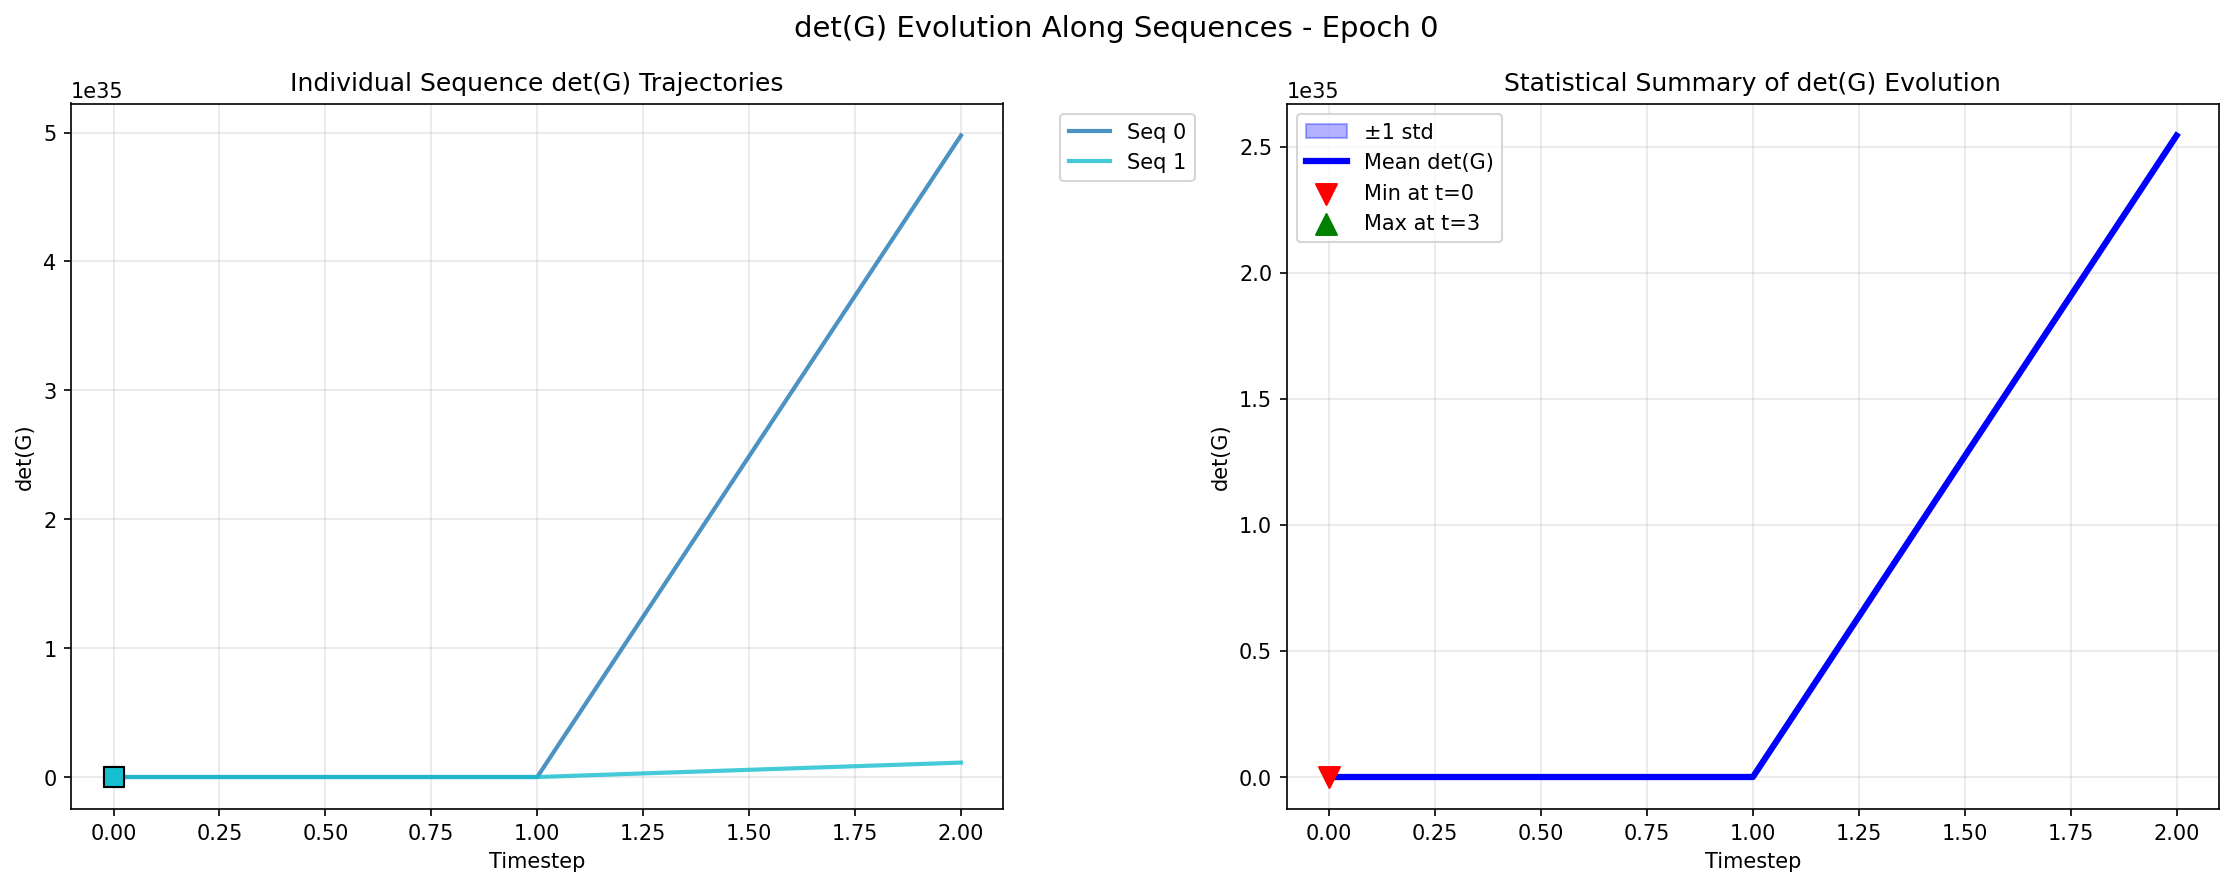 det(G) Evolution Along Sequences - Epoch 0
Individual Sequence det(G) Trajectories
1e35
5
4
3
2
1
0
det(G)
0.00 0.25 0.50 0.75 1.00 1.25 1.50 1.75 2.00
Timestep
Seq 0
Seq 1
Statistical Summary of det(G) Evolution
1e35
±1 std
Mean det(G)
Min at t=0
Max at t=3
2.5
2.0
1.5
1.0
0.5
0.0
det(G)
0.00 0.25 0.50 0.75 1.00 1.25 1.50 1.75 2.00
Timestep